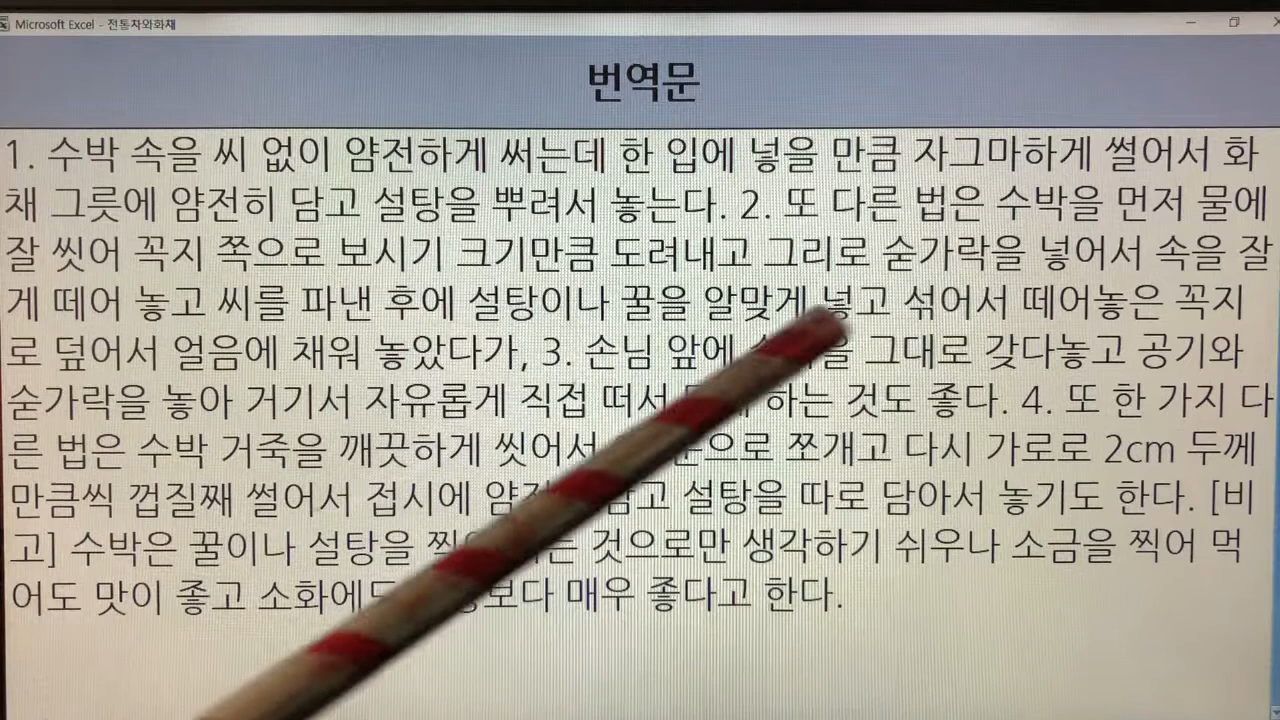 Microsoft Excel - 전통차와화채
번역문
1. 수박 속을 씨 없이 얌전하게 써는데 한 입에 넣을 만큼 자그마하게 썰어서 화
채 그릇에 얌전히 담고 설탕을 뿌려서 놓는다. 2. 또 다른 법은 수박을 먼저 물에
잘 씻어 꼭지 쪽으로 보시기 크기만큼 도려내고 그리로 숟가락을 넣어서 속을 잘
게 떼어 놓고 씨를 파낸 후에 설탕이나 꿀을 알맞게 넣고 섞어서 떼어놓은 꼭지
로 덮어서 얼음에 채워 놓았다가, 3. 손님 앞에 그대로 갖다놓고 공기와
숟가락을 놓아 거기서 자유롭게 직접 떠서 하는 것도 좋다. 4. 또 한 가지 다
른 법은 수박 거죽을 깨끗하게 씻어서 쪼개고 다시 가로로 2cm 두께
만큼씩 껍질째 썰어서 접시에 담고 설탕을 따로 담아서 놓기도 한다. [비
고] 수박은 꿀이나 설탕을 것으로만 생각하기 쉬우나 소금을 찍어 먹
어도 맛이 좋고 소화에도 매우 좋다고 한다.